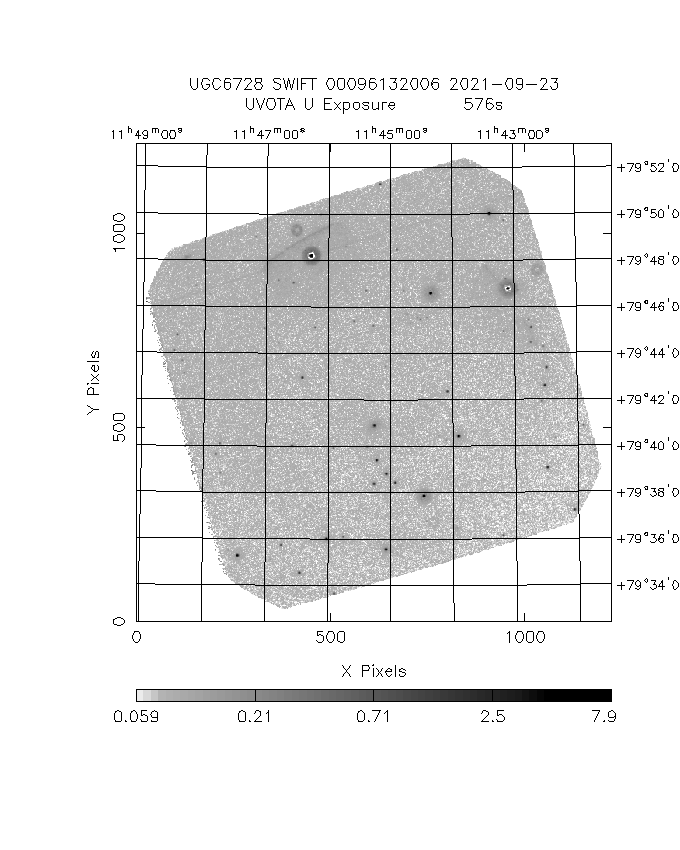 UGC6728 SWIFT 00096132006 2021-09-23
UVOTA U Exposure 576s
11ʰ49ᵐ00ˢ 11ʰ47ᵐ00ˢ 11ʰ45ᵐ00ˢ 11ʰ43ᵐ00ˢ
+79°52'0
+79°50'0
1000
+79°48'0
+79°46'0
+79°44'0
Y Pixels
+79°42'0
500
+79°40'0
+79°38'0
+79°36'0
+79°34'0
0
0 500 1000
X Pixels
0.059 0.21 0.71 2.5 7.9